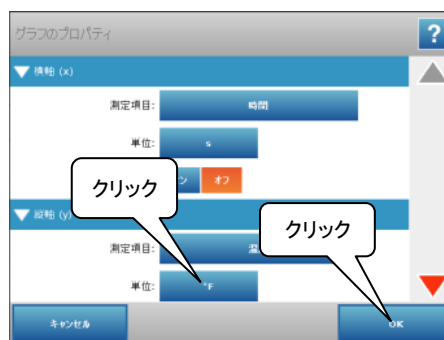 グラフのプロパティ
?
横軸 (x)
測定項目: 時間
単位: s
オフ
クリック
縦軸 (y)
クリック
測定項目:
単位: °F
キャンセル OK